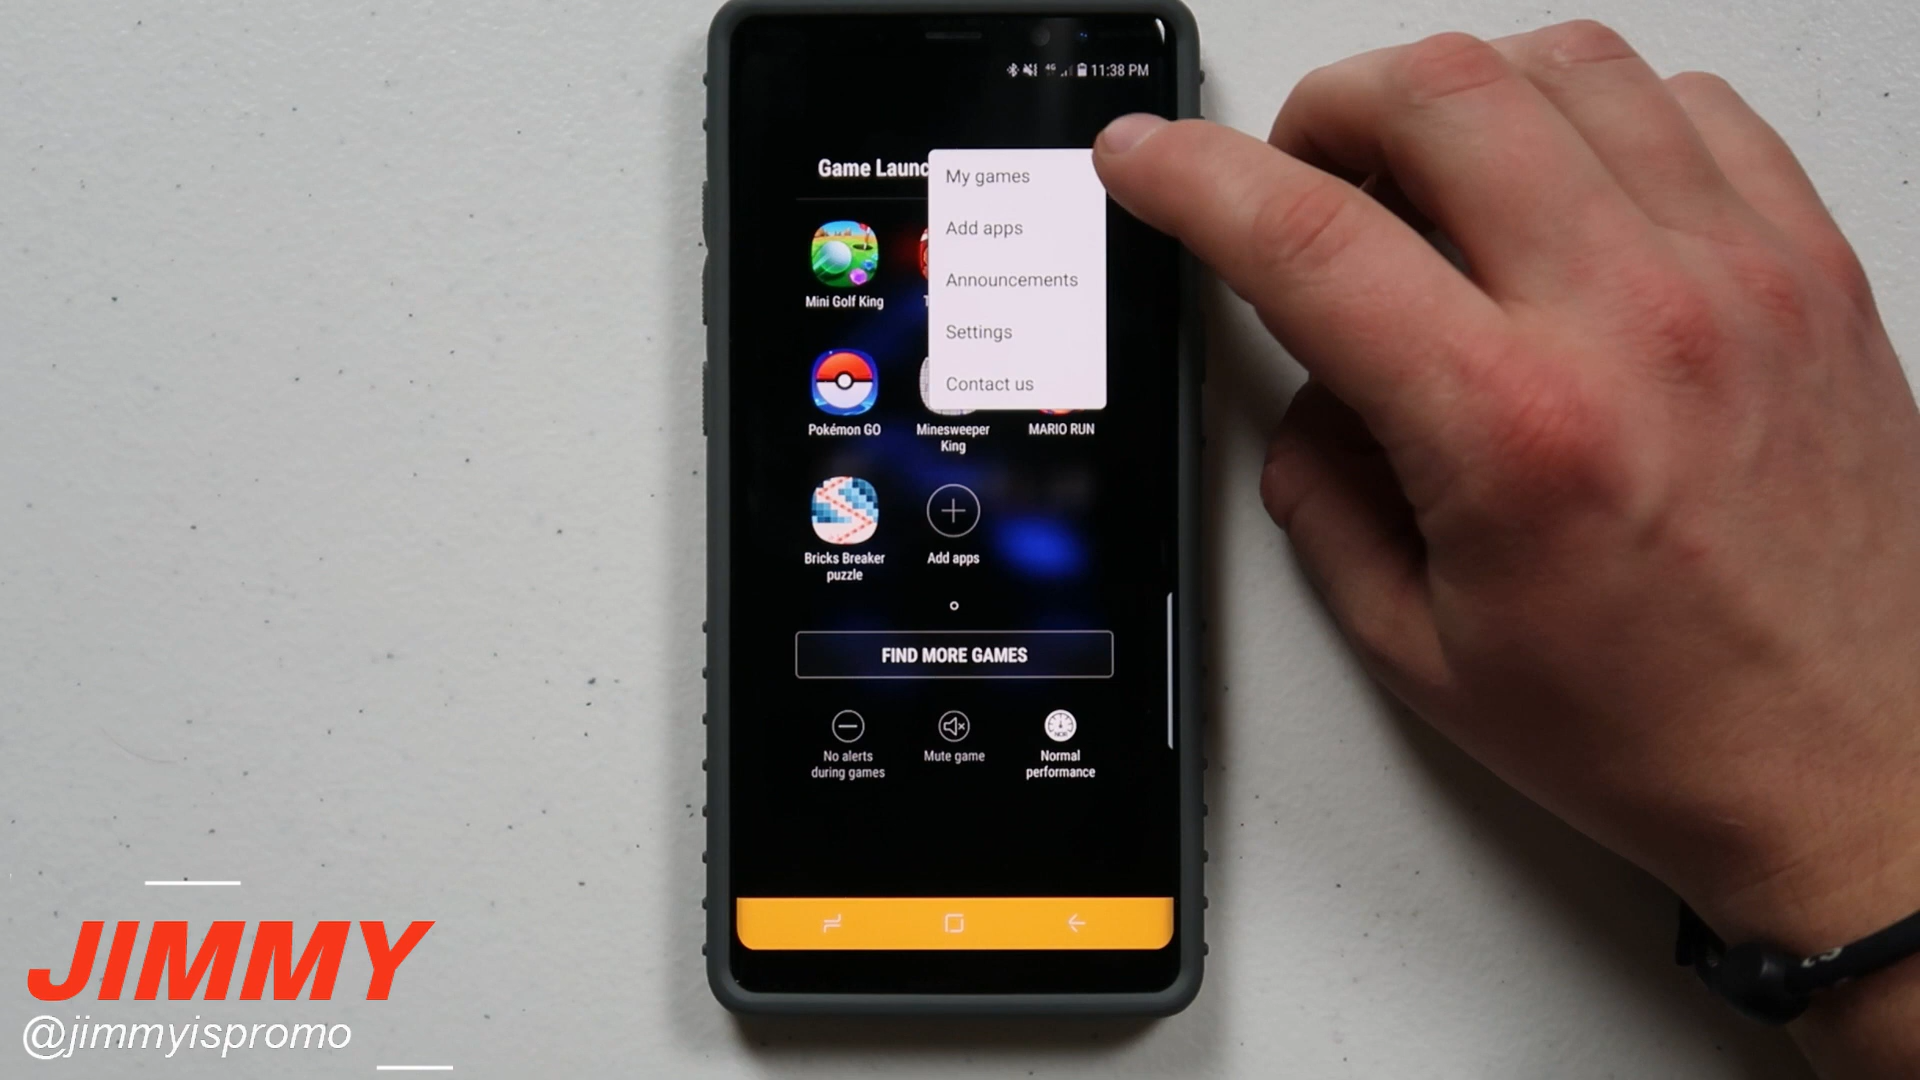 4G 11:38 PM
Game Launc
My games
Add apps
Announcements
Settings
Contact us
Mini Golf King
T
Pokémon GO
Minesweeper
King
MARIO RUN
Bricks Breaker
puzzle
Add apps
FIND MORE GAMES
No alerts
during games
Mute game
NOR
Normal
performance
JIMMY
@jimmyispromo